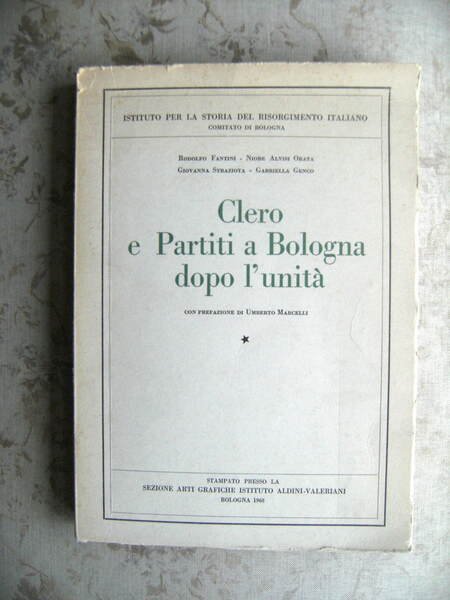 ISTITUTO PER LA STORIA DEL RISORGIMENTO ITALIANO
COMITATO DI BOLOGNA
RODOLFO FANTINI - NIOBE ALVISI ORATA
GIOVANNA STRAZIOTA - GABRIELLA GENCO
Clero
e Partiti a Bologna
dopo l'unità
CON PREFAZIONE DI UMBERTO MARCELLI
STAMPATO PRESSO LA
SEZIONE ARTI GRAFICHE ISTITUTO ALDINI-VALERIANI
BOLOGNA 1968